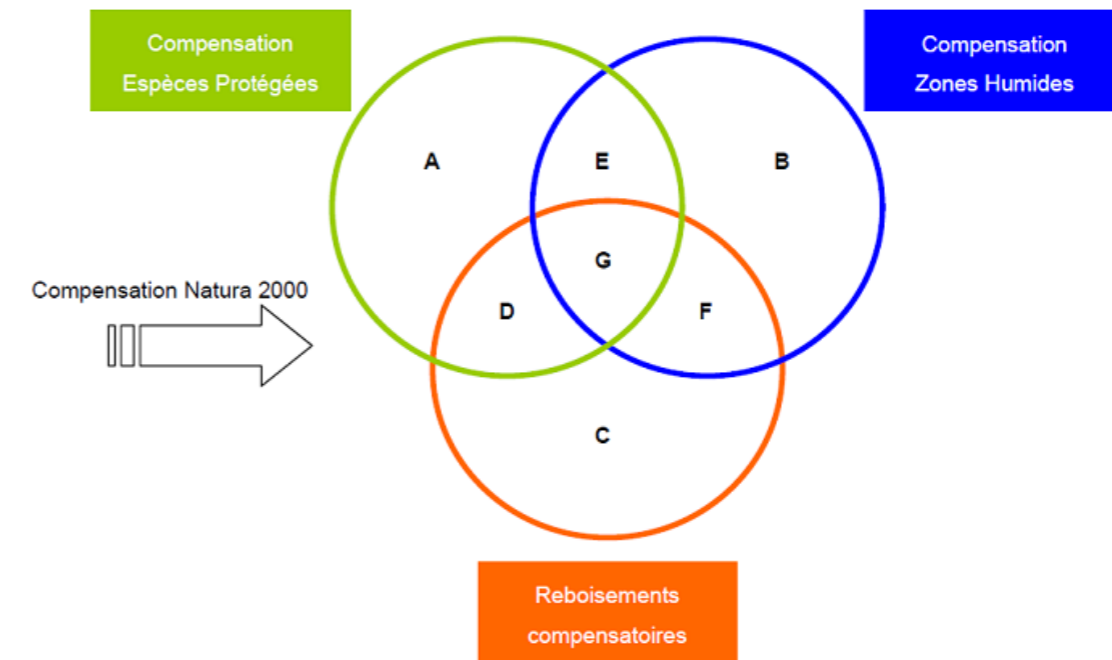 Compensation
Espèces Protégées
Compensation
Zones Humides
A
E
B
G
Compensation Natura 2000
D
F
C
Reboisements
compensatoires